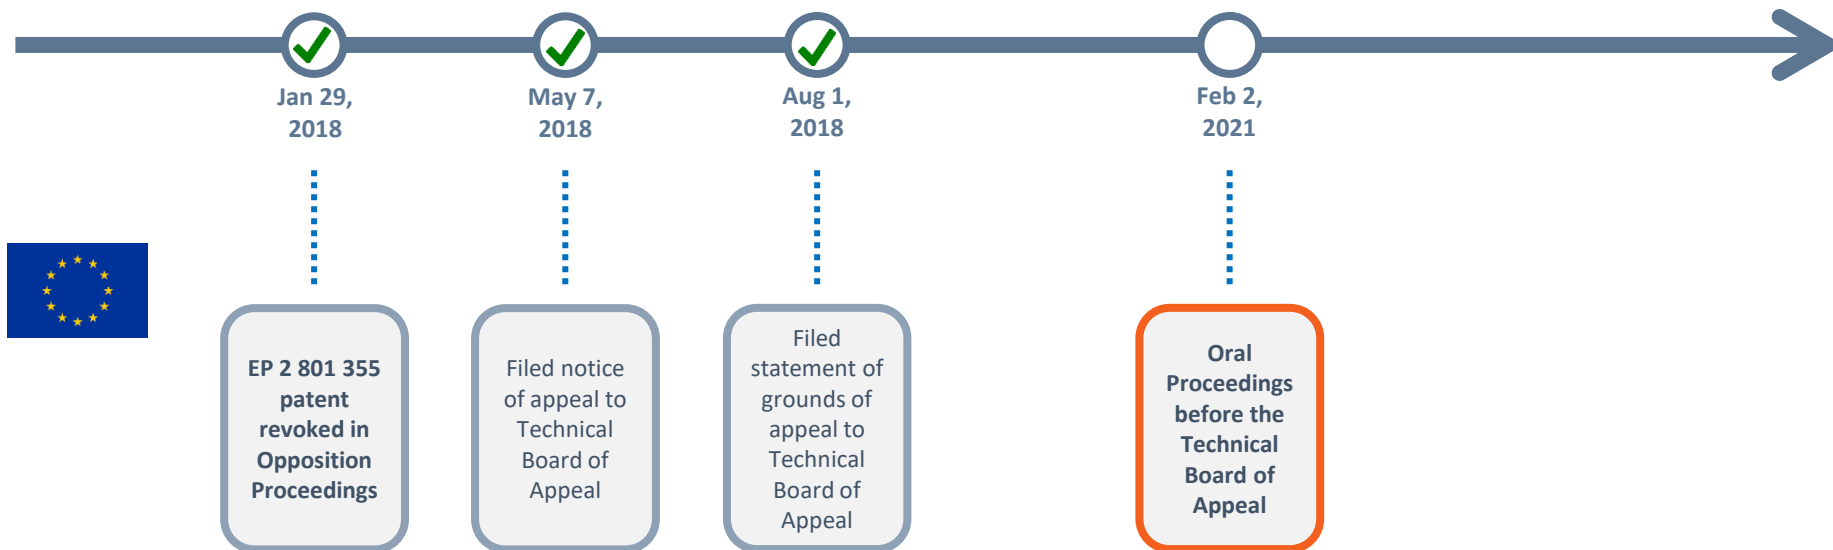 Jan 29,
2018
May 7,
2018
Aug 1,
2018
Feb 2,
2021
EP 2 801 355
patent
revoked in
Opposition
Proceedings
Filed notice
of appeal to
Technical
Board of
Appeal
Filed
statement of
grounds of
appeal to
Technical
Board of
Appeal
Oral
Proceedings
before the
Technical
Board of
Appeal